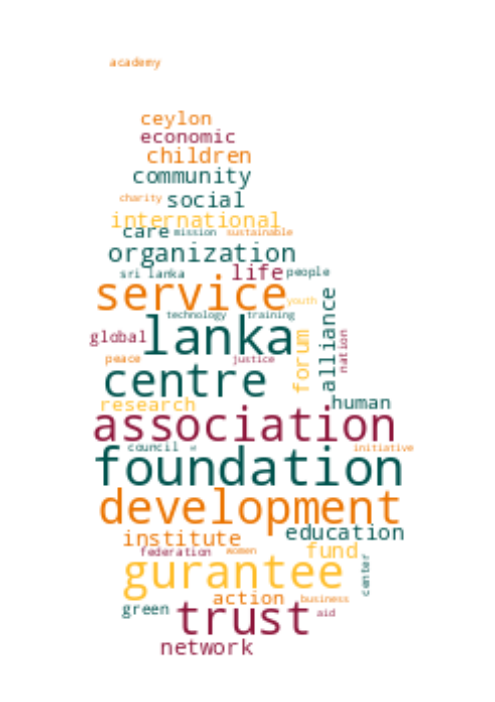 academy
ceylon
economic
children
community
charity social
international
care mission sustainable
organization
sri lanka life people
service youth
technology training
global lanka
forum alliance nation
peace justice
centre
research human
association
council initiative
foundation
development
education
institute
federation women fund
gurantee center
action business
green trust aid
network